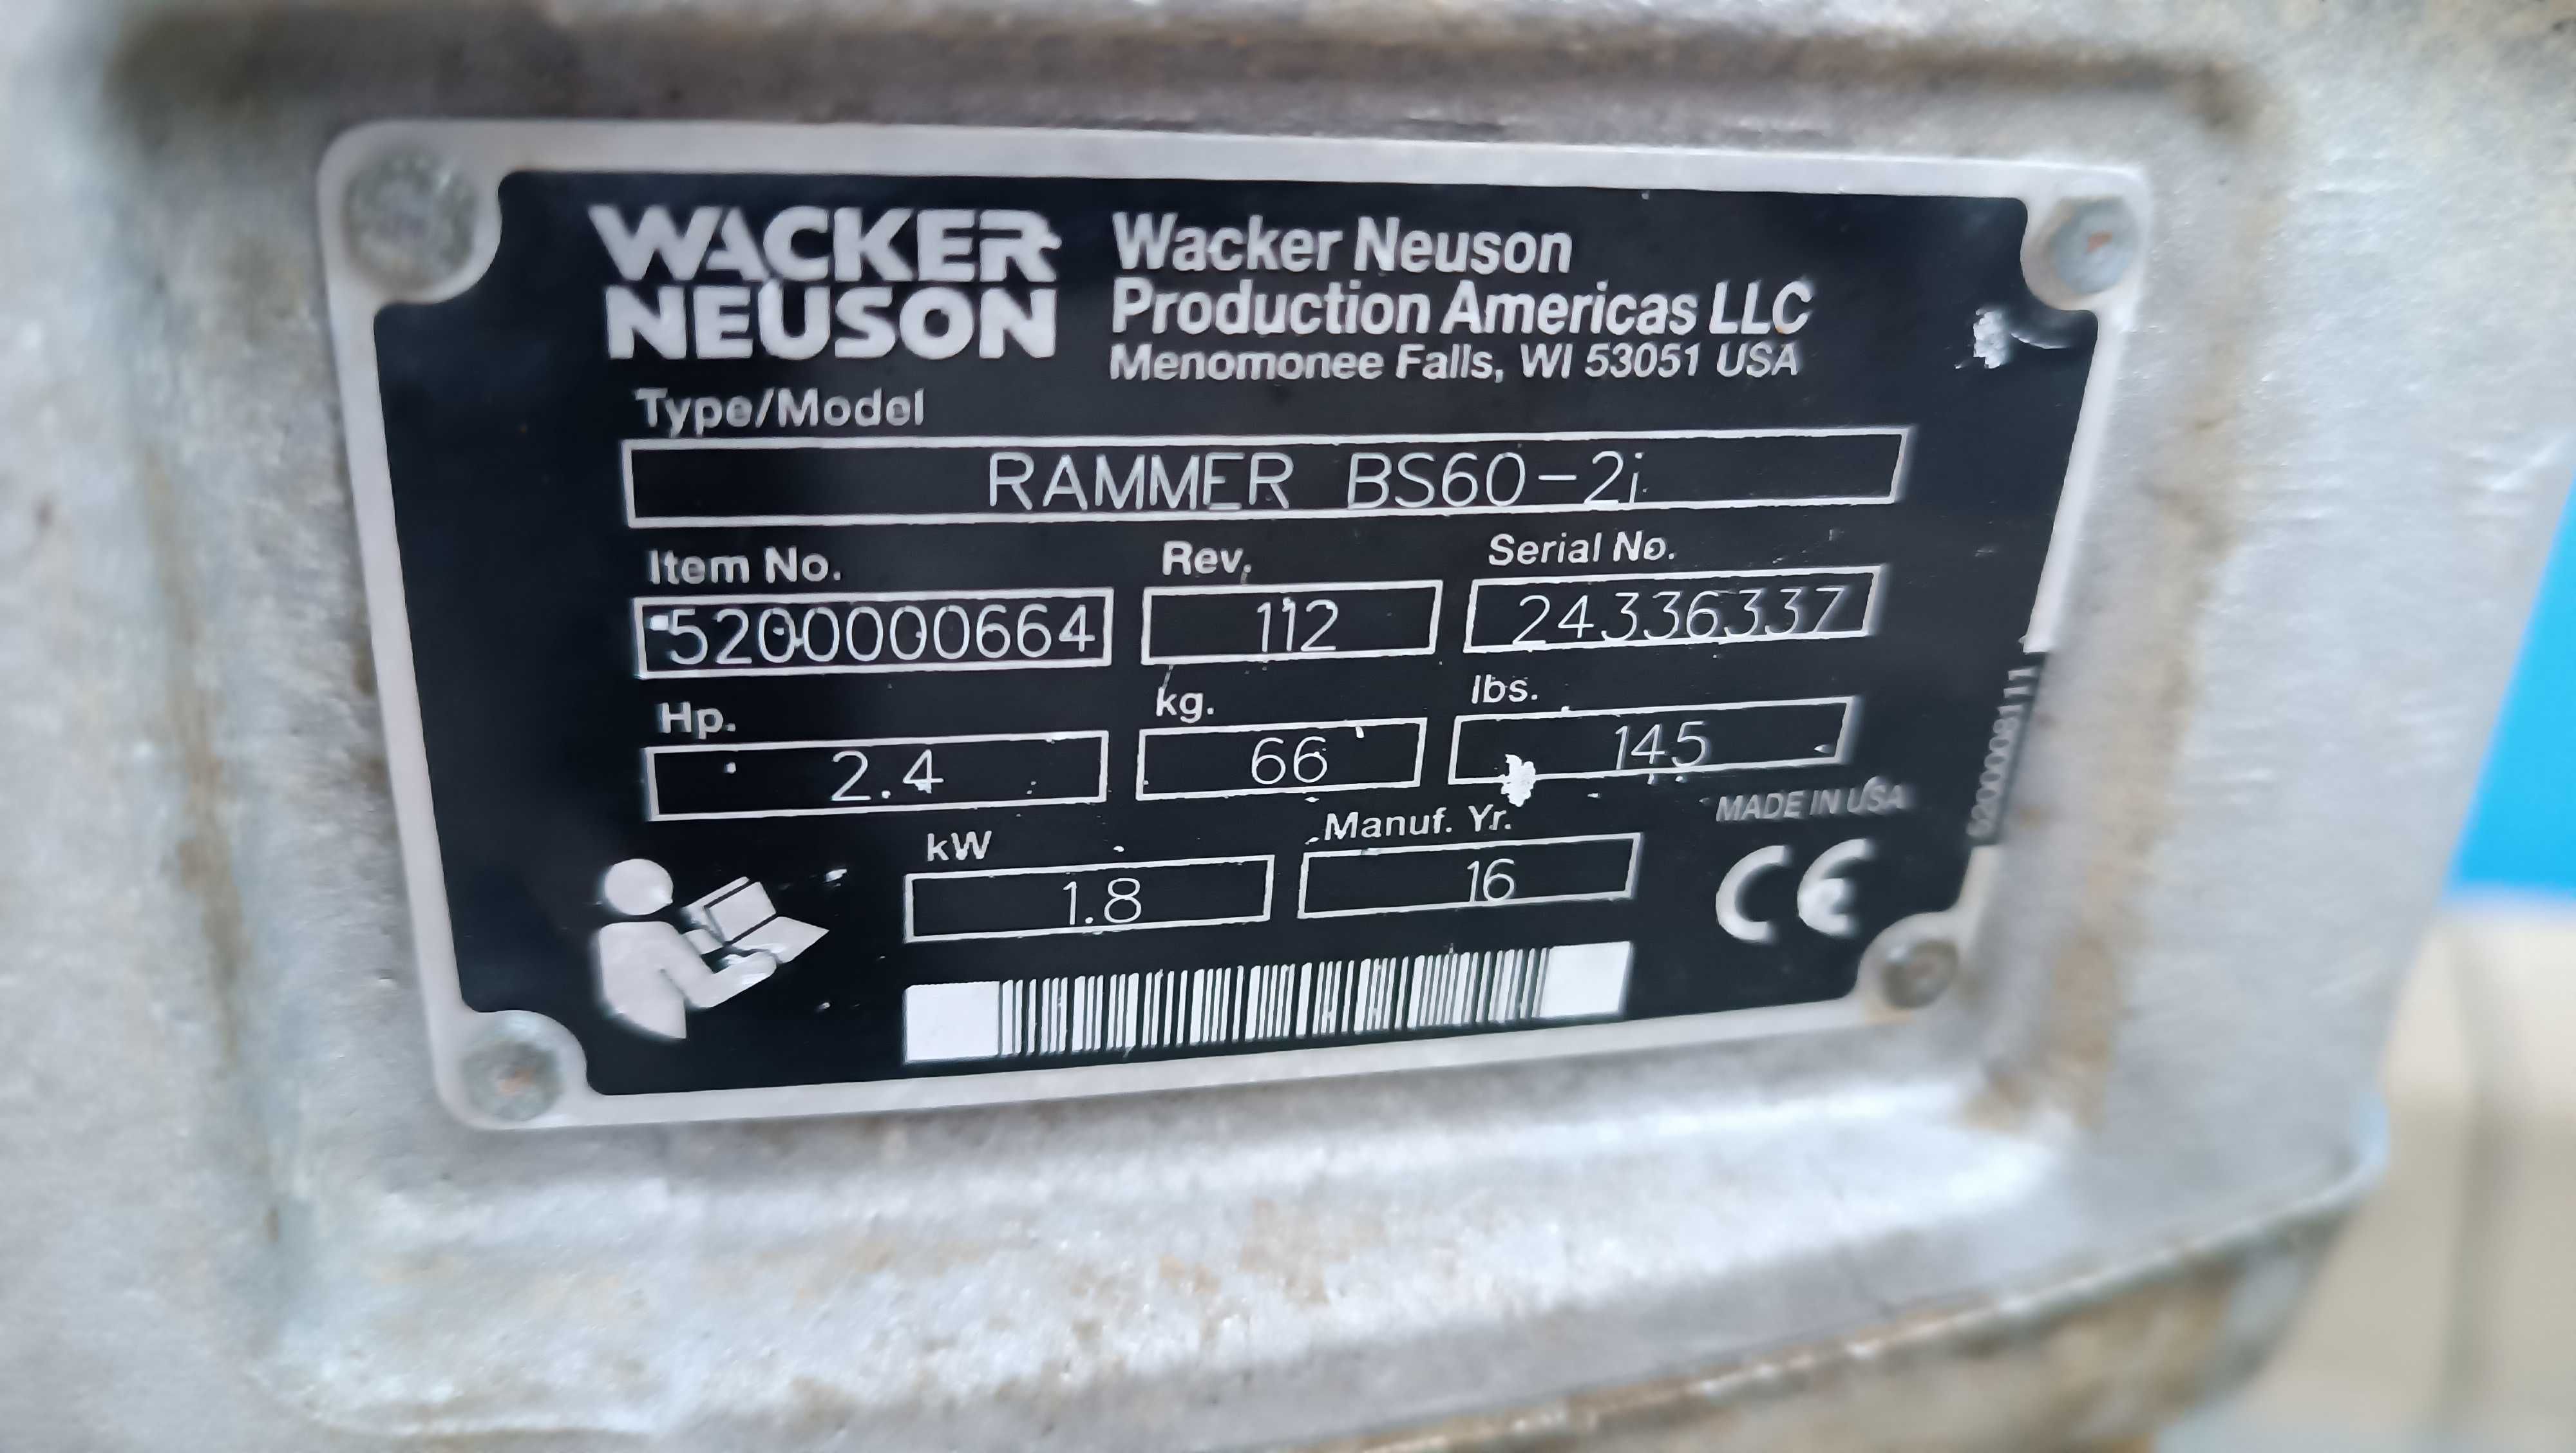 WACKER
NEUSON
Wacker Neuson
Production Americas LLC
Menomonee Falls, WI 53051 USA
Type/Model
RAMMER BS60-2i
Item No. Rev. Serial No.
5200000664 112 24336337
Hp. kg. lbs.
2.4 66 145
kW Manuf. Yr. MADE IN USA
1.8 16 CE
5200008111